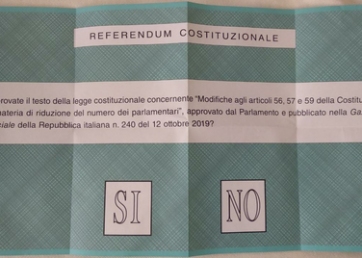 REFERENDUM COSTITUZIONALE
rovate il testo della legge costituzionale concernente "Modifiche agli articoli 56, 57 e 59 della Costitu
ateria di riduzione del numero dei parlamentari", approvato dal Parlamento e pubblicato nella Ga
iale della Repubblica italiana n. 240 del 12 ottobre 2019?
SI NO